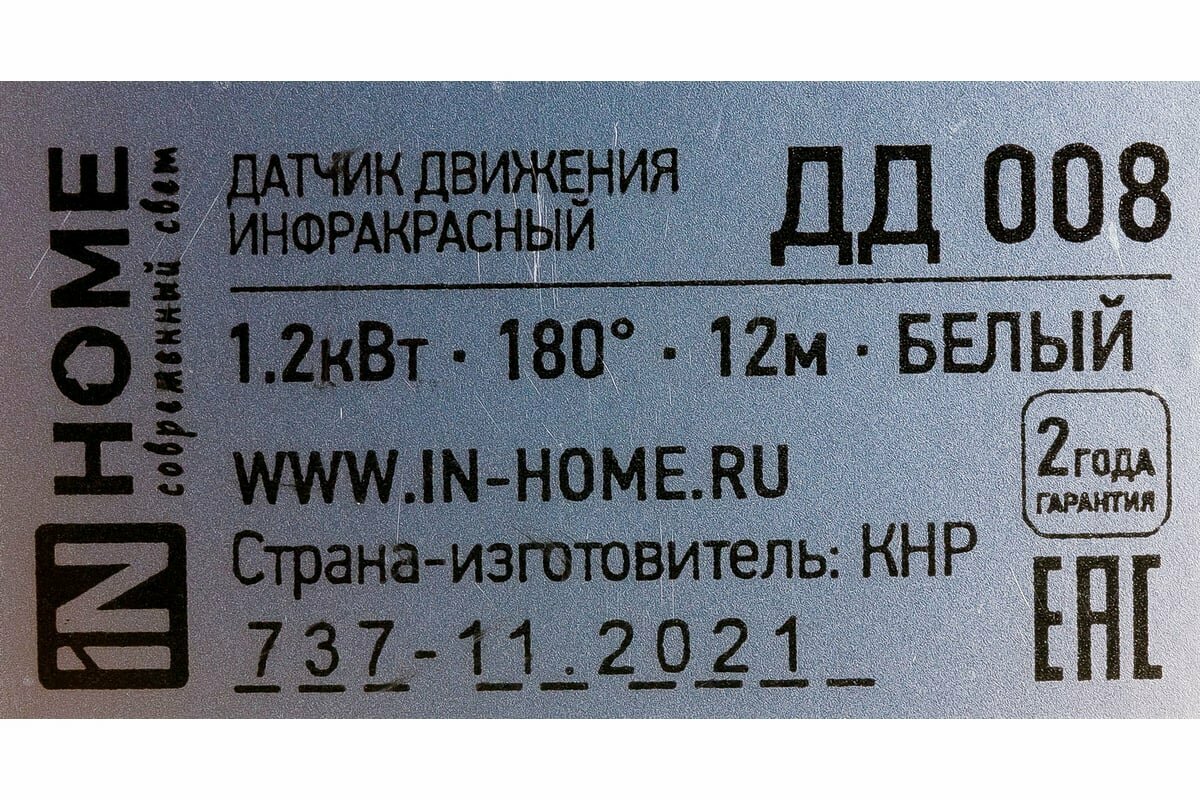 IN HOME
современный свет
ДАТЧИК ДВИЖЕНИЯ
ИНФРАКРАСНЫЙ
ДД 008
1.2кВт · 180° · 12м · БЕЛЫЙ
WWW.IN-HOME.RU
2 ГОДА
ГАРАНТИЯ
Страна-изготовитель: КНР
737-11.2021
EAC